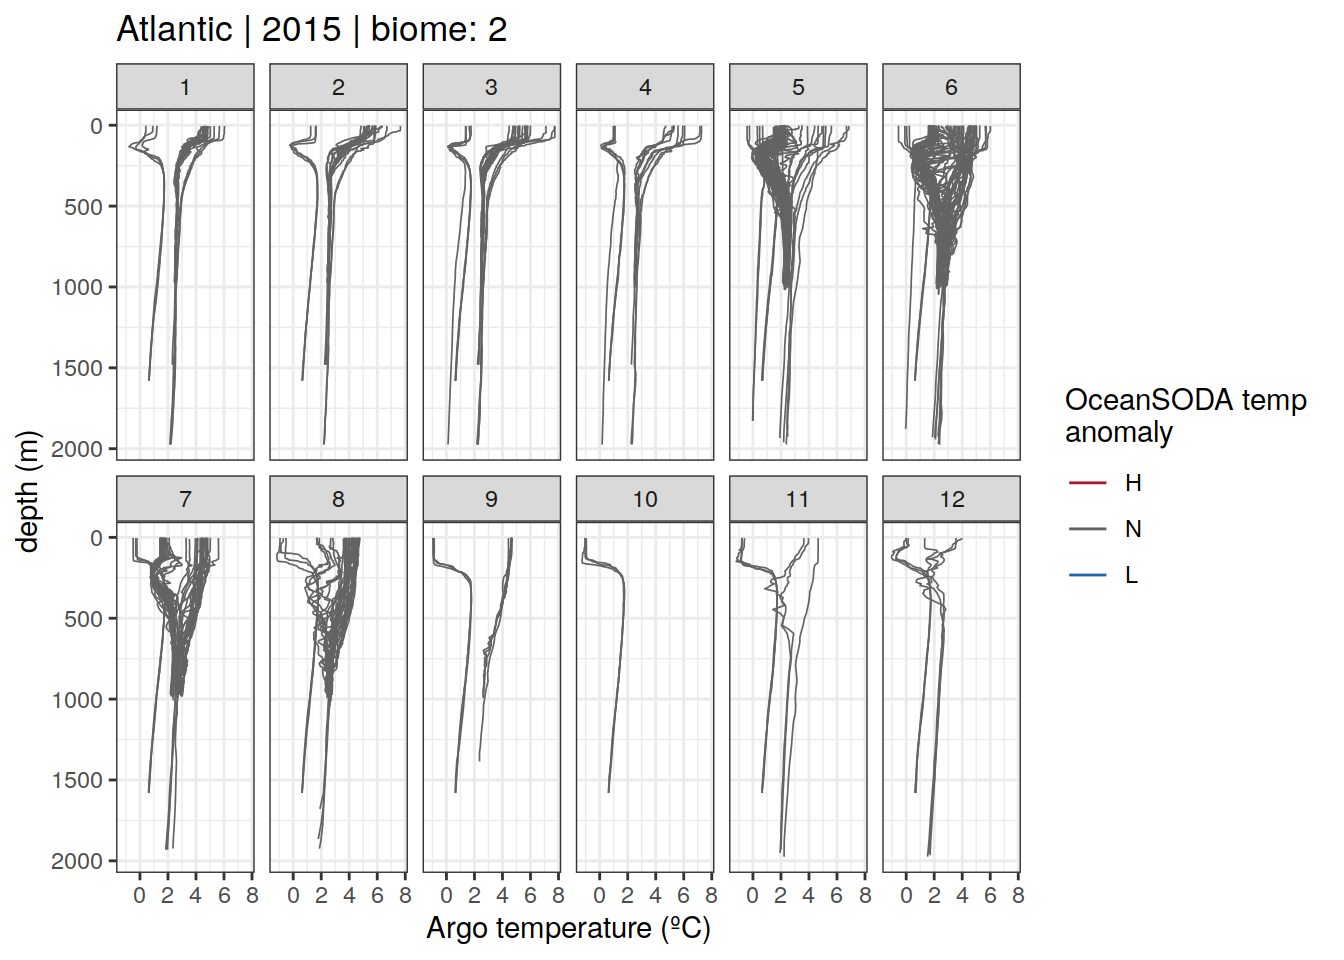 Atlantic | 2015 | biome: 2
1 2 3 4 5 6
0
500
1000
1500
2000
7 8 9 10 11 12
0
500
1000
1500
2000
0 2 4 6 8 0 2 4 6 8 0 2 4 6 8 0 2 4 6 8 0 2 4 6 8 0 2 4 6 8
Argo temperature (ºC)
depth (m)
OceanSODA temp
anomaly
H
N
L